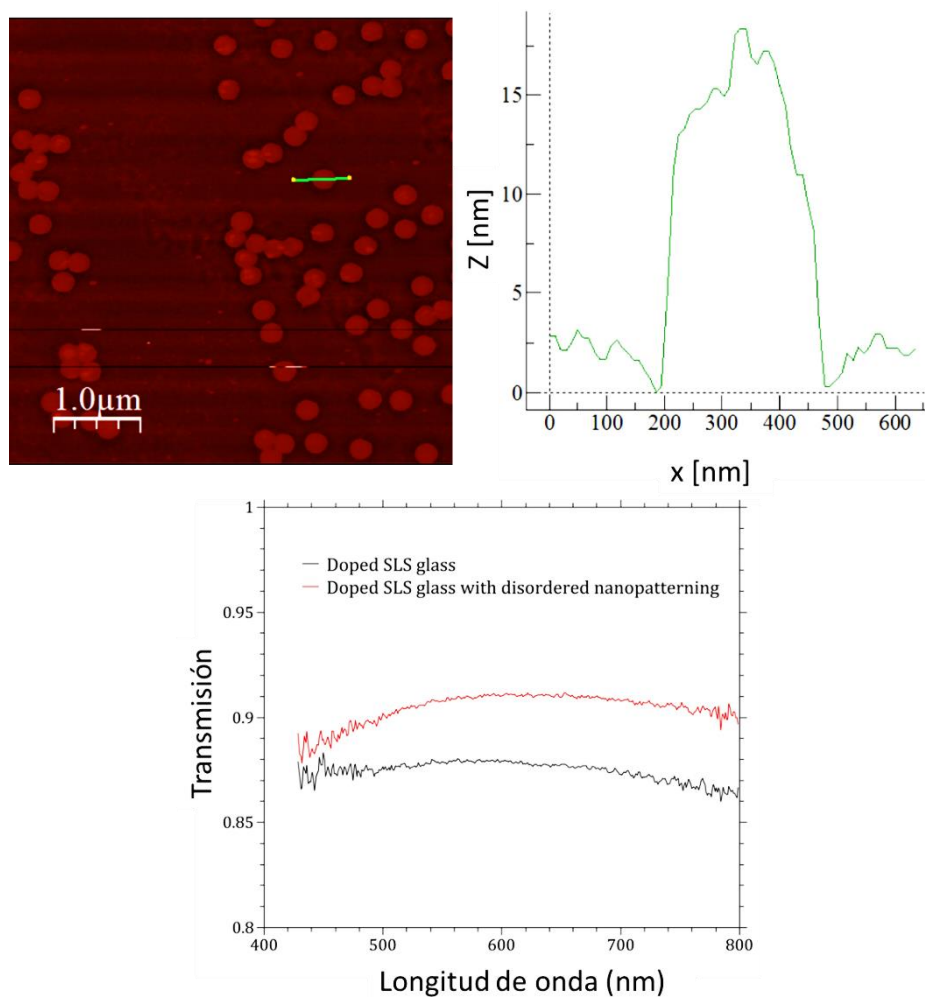 1.0µm
Z [nm]
15
10
5
0
0 100 200 300 400 500 600
x [nm]
1
0.95
0.9
0.85
0.8
Doped SLS glass
Doped SLS glass with disordered nanopatterning
Transmisión
400 500 600 700 800
Longitud de onda (nm)